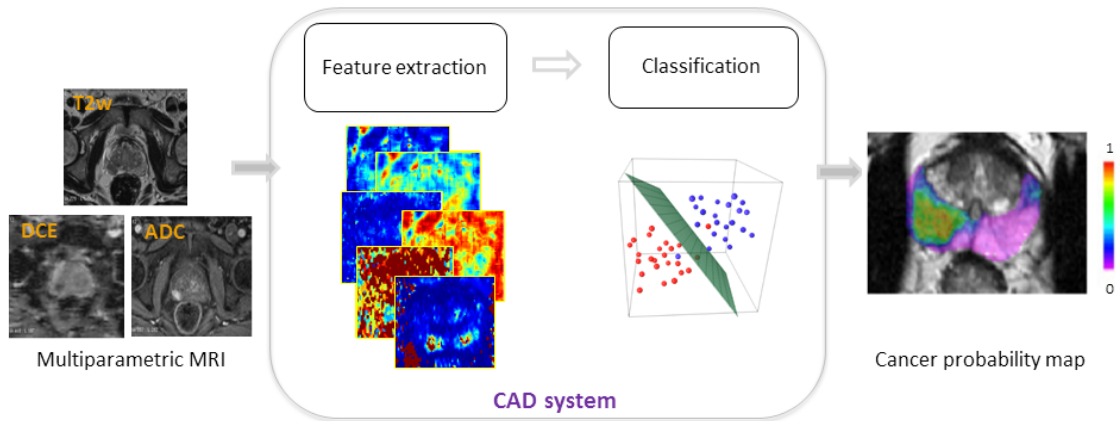 Feature extraction
Classification
T2w
DCE
ADC
Multiparametric MRI
1
0
Cancer probability map
CAD system